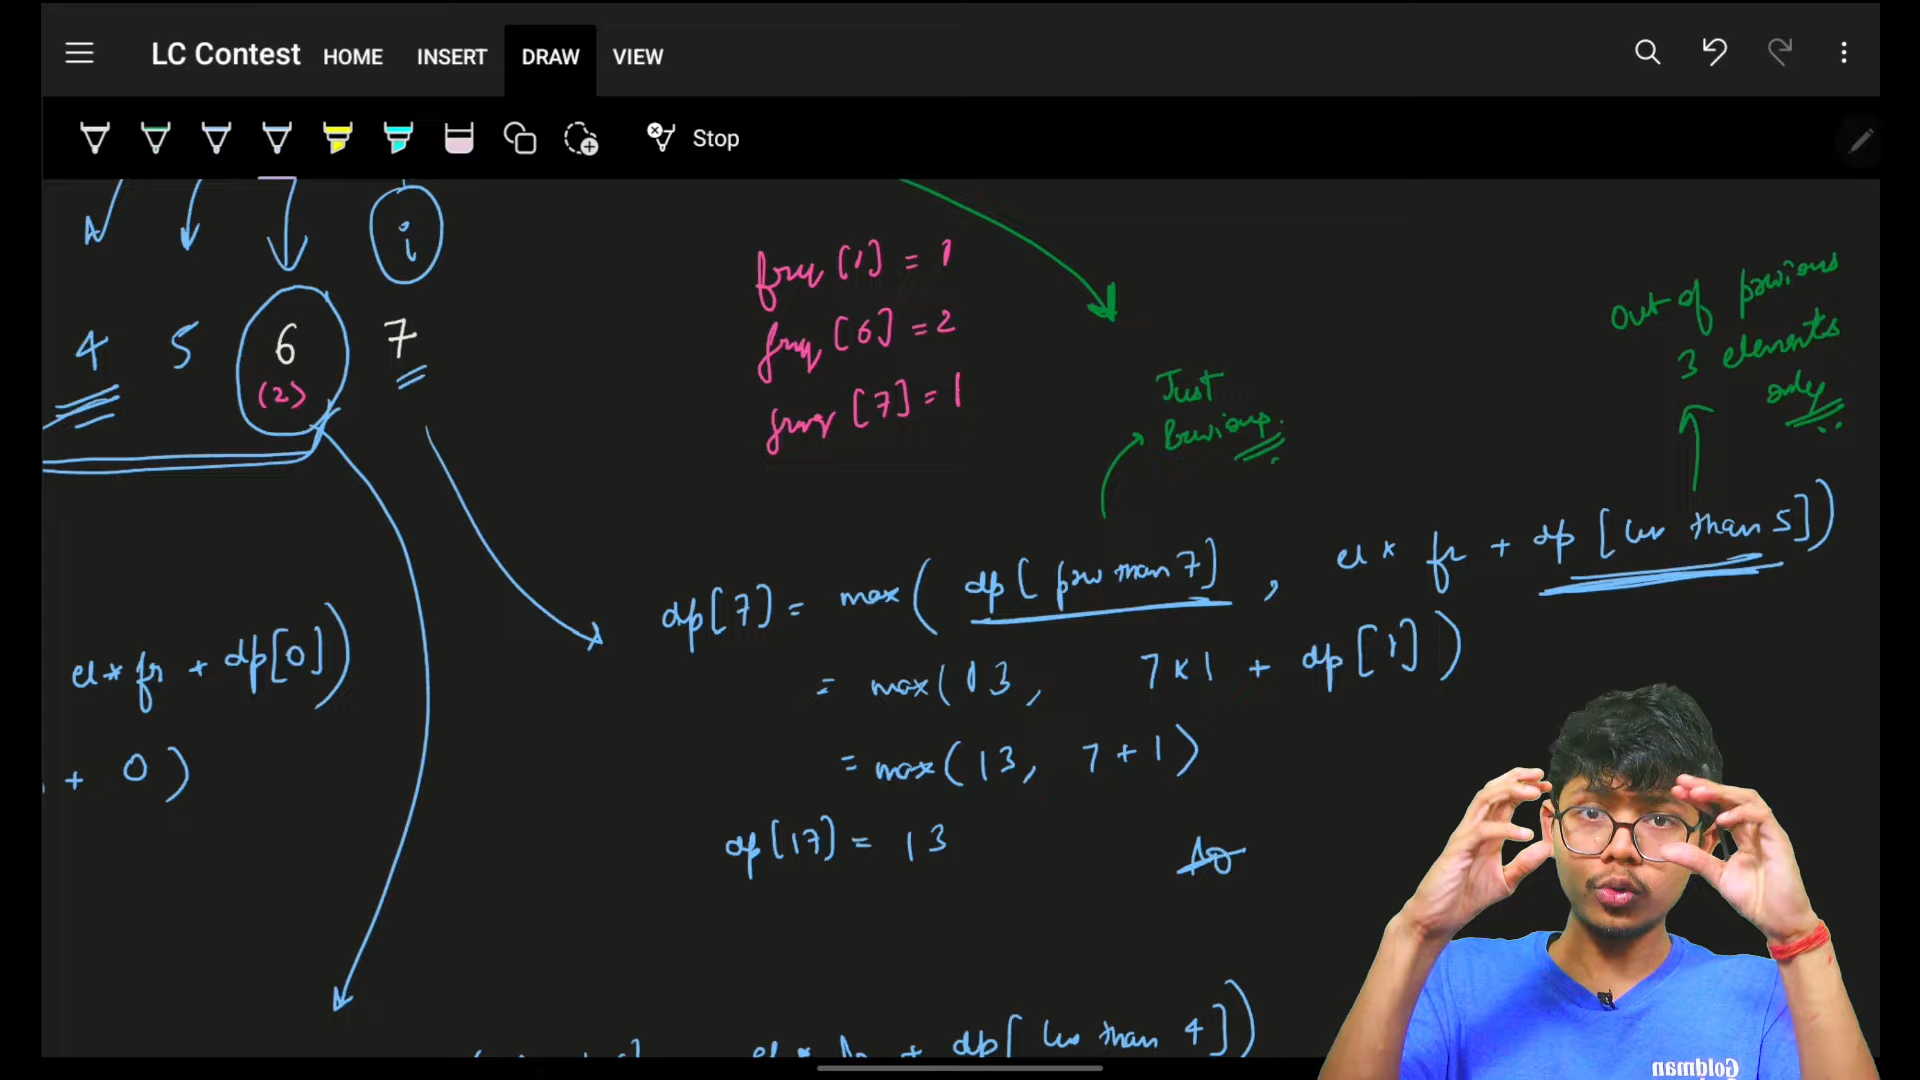 LC Contest HOME INSERT DRAW VIEW
Stop
i
4 5 6 7
(2)
freq [1] = 1
freq [6] = 2
freq [7] = 1
Just
Previous.
Out of previous
3 elements
only
dp[7] = max( dp[ prev than 7] , el * fr + dp [less than 5])
= max(13, 7*1 + dp[1])
= max(13, 7+1)
dp[17] = 13
el * fr + dp[0])
+ 0)
dp[ less than 4])
Goldman